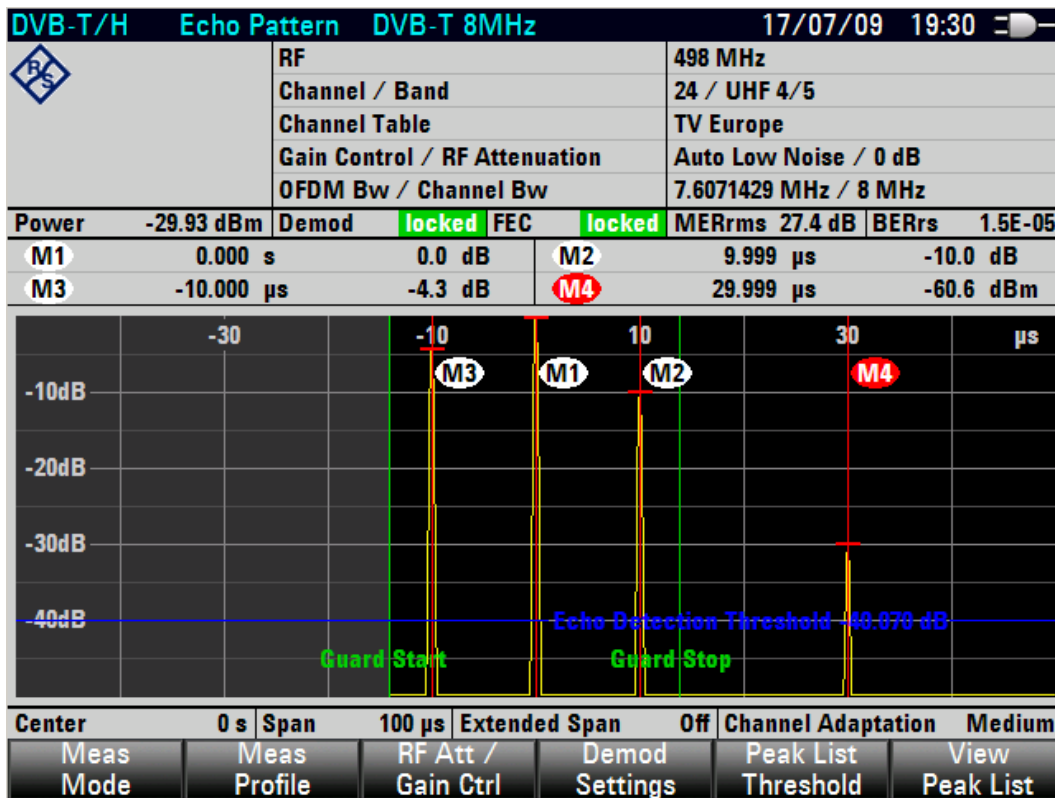 DVB-T/H Echo Pattern DVB-T 8MHz 17/07/09 19:30
R&S
RF 498 MHz
Channel / Band 24 / UHF 4/5
Channel Table TV Europe
Gain Control / RF Attenuation Auto Low Noise / 0 dB
OFDM Bw / Channel Bw 7.6071429 MHz / 8 MHz
Power -29.93 dBm Demod locked FEC locked MERrms 27.4 dB BERrs 1.5E-05
M1 0.000 s 0.0 dB M2 9.999 µs -10.0 dB
M3 -10.000 µs -4.3 dB M4 29.999 µs -60.6 dBm
-30 -10 10 30 µs
M3 M1 M2 M4
-10dB
-20dB
-30dB
-40dB Echo Detection Threshold -40.070 dB
Guard Start Guard Stop
Center 0 s Span 100 µs Extended Span Off Channel Adaptation Medium
Meas Mode
Meas Profile
RF Att / Gain Ctrl
Demod Settings
Peak List Threshold
View Peak List